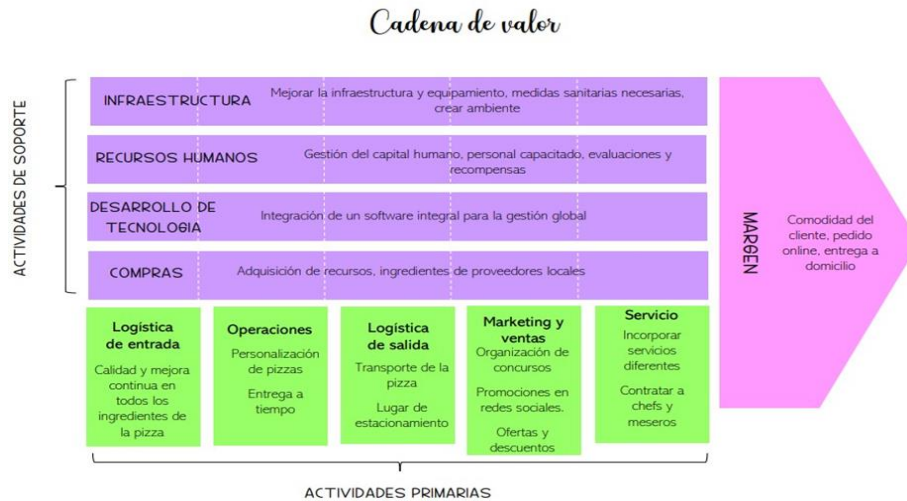 Cadena de valor
ACTIVIDADES DE SOPORTE
INFRAESTRUCTURA
Mejorar la infraestructura y equipamiento, medidas sanitarias necesarias,
crear ambiente
RECURSOS HUMANOS
Gestión del capital humano, personal capacitado, evaluaciones y
recompensas
DESARROLLO DE
TECNOLOGIA
Integración de un software integral para la gestión global
COMPRAS
Adquisición de recursos, ingredientes de proveedores locales
MARGEN
Comodidad del
cliente, pedido
online, entrega a
domicilio
Logística
de entrada
Calidad y mejora
continua en
todos los
ingredientes de
la pizza
Operaciones
Personalización
de pizzas
Entrega a
tiempo
Logística
de salida
Transporte de la
pizza
Lugar de
estacionamiento
Marketing y
ventas
Organización de
concursos
Promociones en
redes sociales.
Ofertas y
descuentos
Servicio
Incorporar
servicios
diferentes
Contratar a
chefs y
meseros
ACTIVIDADES PRIMARIAS